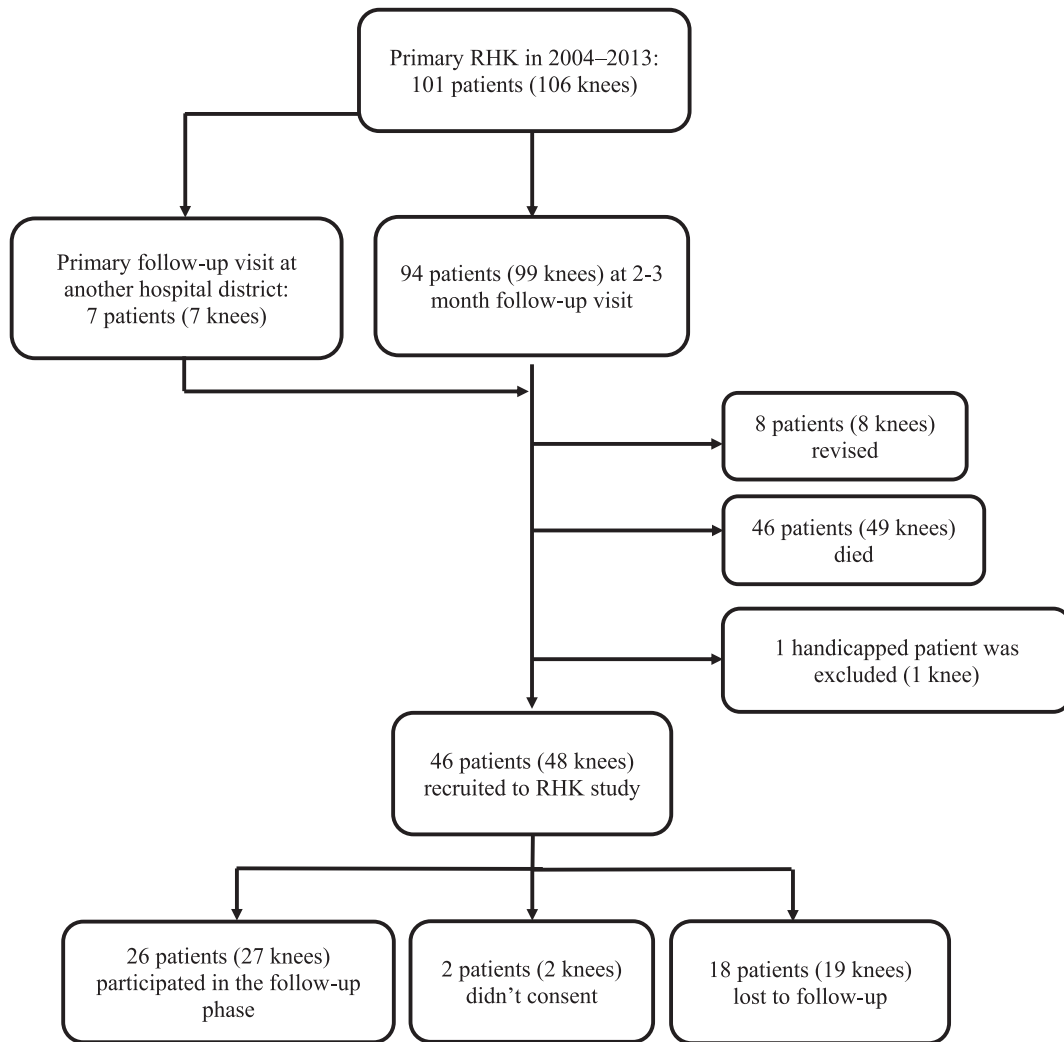 Primary RHK in 2004–2013:
101 patients (106 knees)
Primary follow-up visit at
another hospital district:
7 patients (7 knees)
94 patients (99 knees) at 2-3
month follow-up visit
8 patients (8 knees)
revised
46 patients (49 knees)
died
1 handicapped patient was
excluded (1 knee)
46 patients (48 knees)
recruited to RHK study
26 patients (27 knees)
participated in the follow-up
phase
2 patients (2 knees)
didn’t consent
18 patients (19 knees)
lost to follow-up